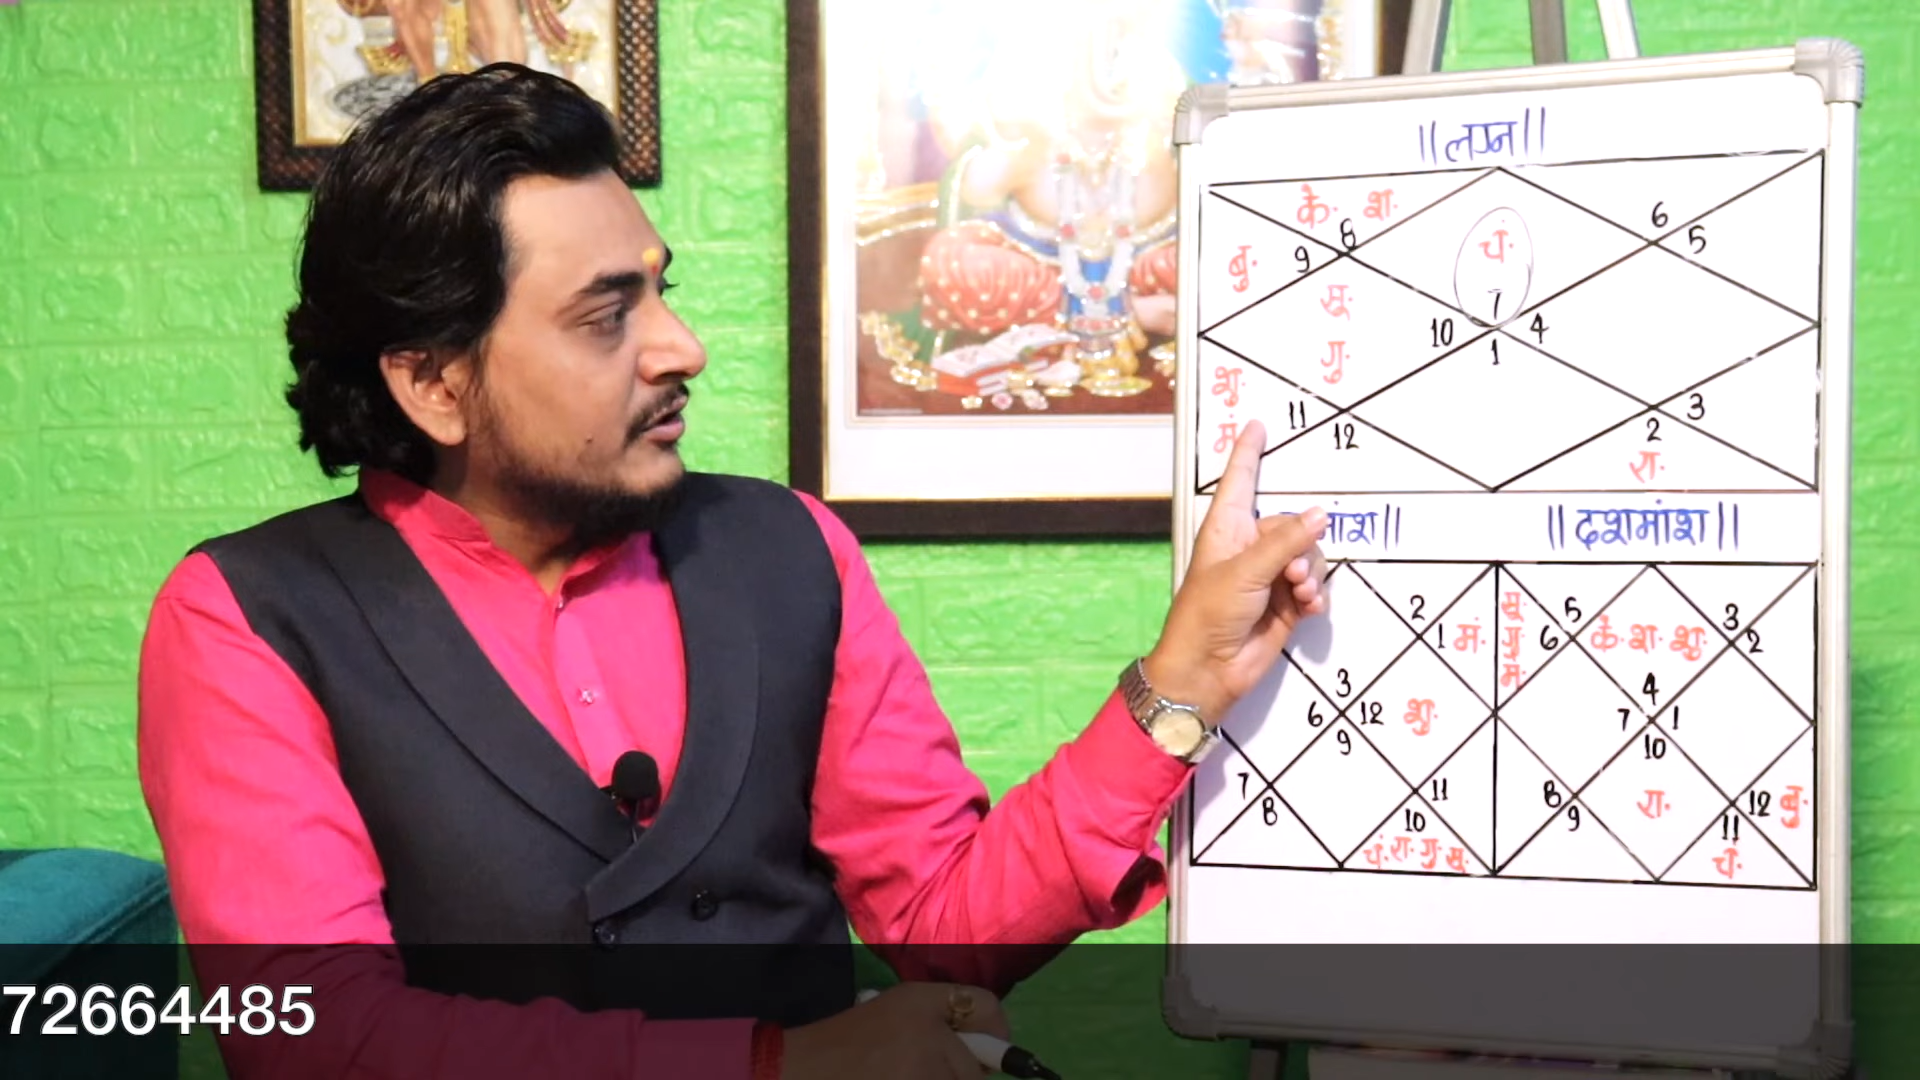 ||लग्न||
के. श.
चं.
6
8
5
बु.
9
सू.
7
10
4
1
गु.
शु.
मं
11
12
3
2
रा.
मांश||
||दशमांश||
2
1
मं.
3
6
12
शु.
9
7
8
11
10
चं. रा. गु. सू.
सू.
गु.
मं.
5
6
के. श. शु.
3
2
4
7
1
10
8
9
रा.
12
बु.
11
चं.
72664485